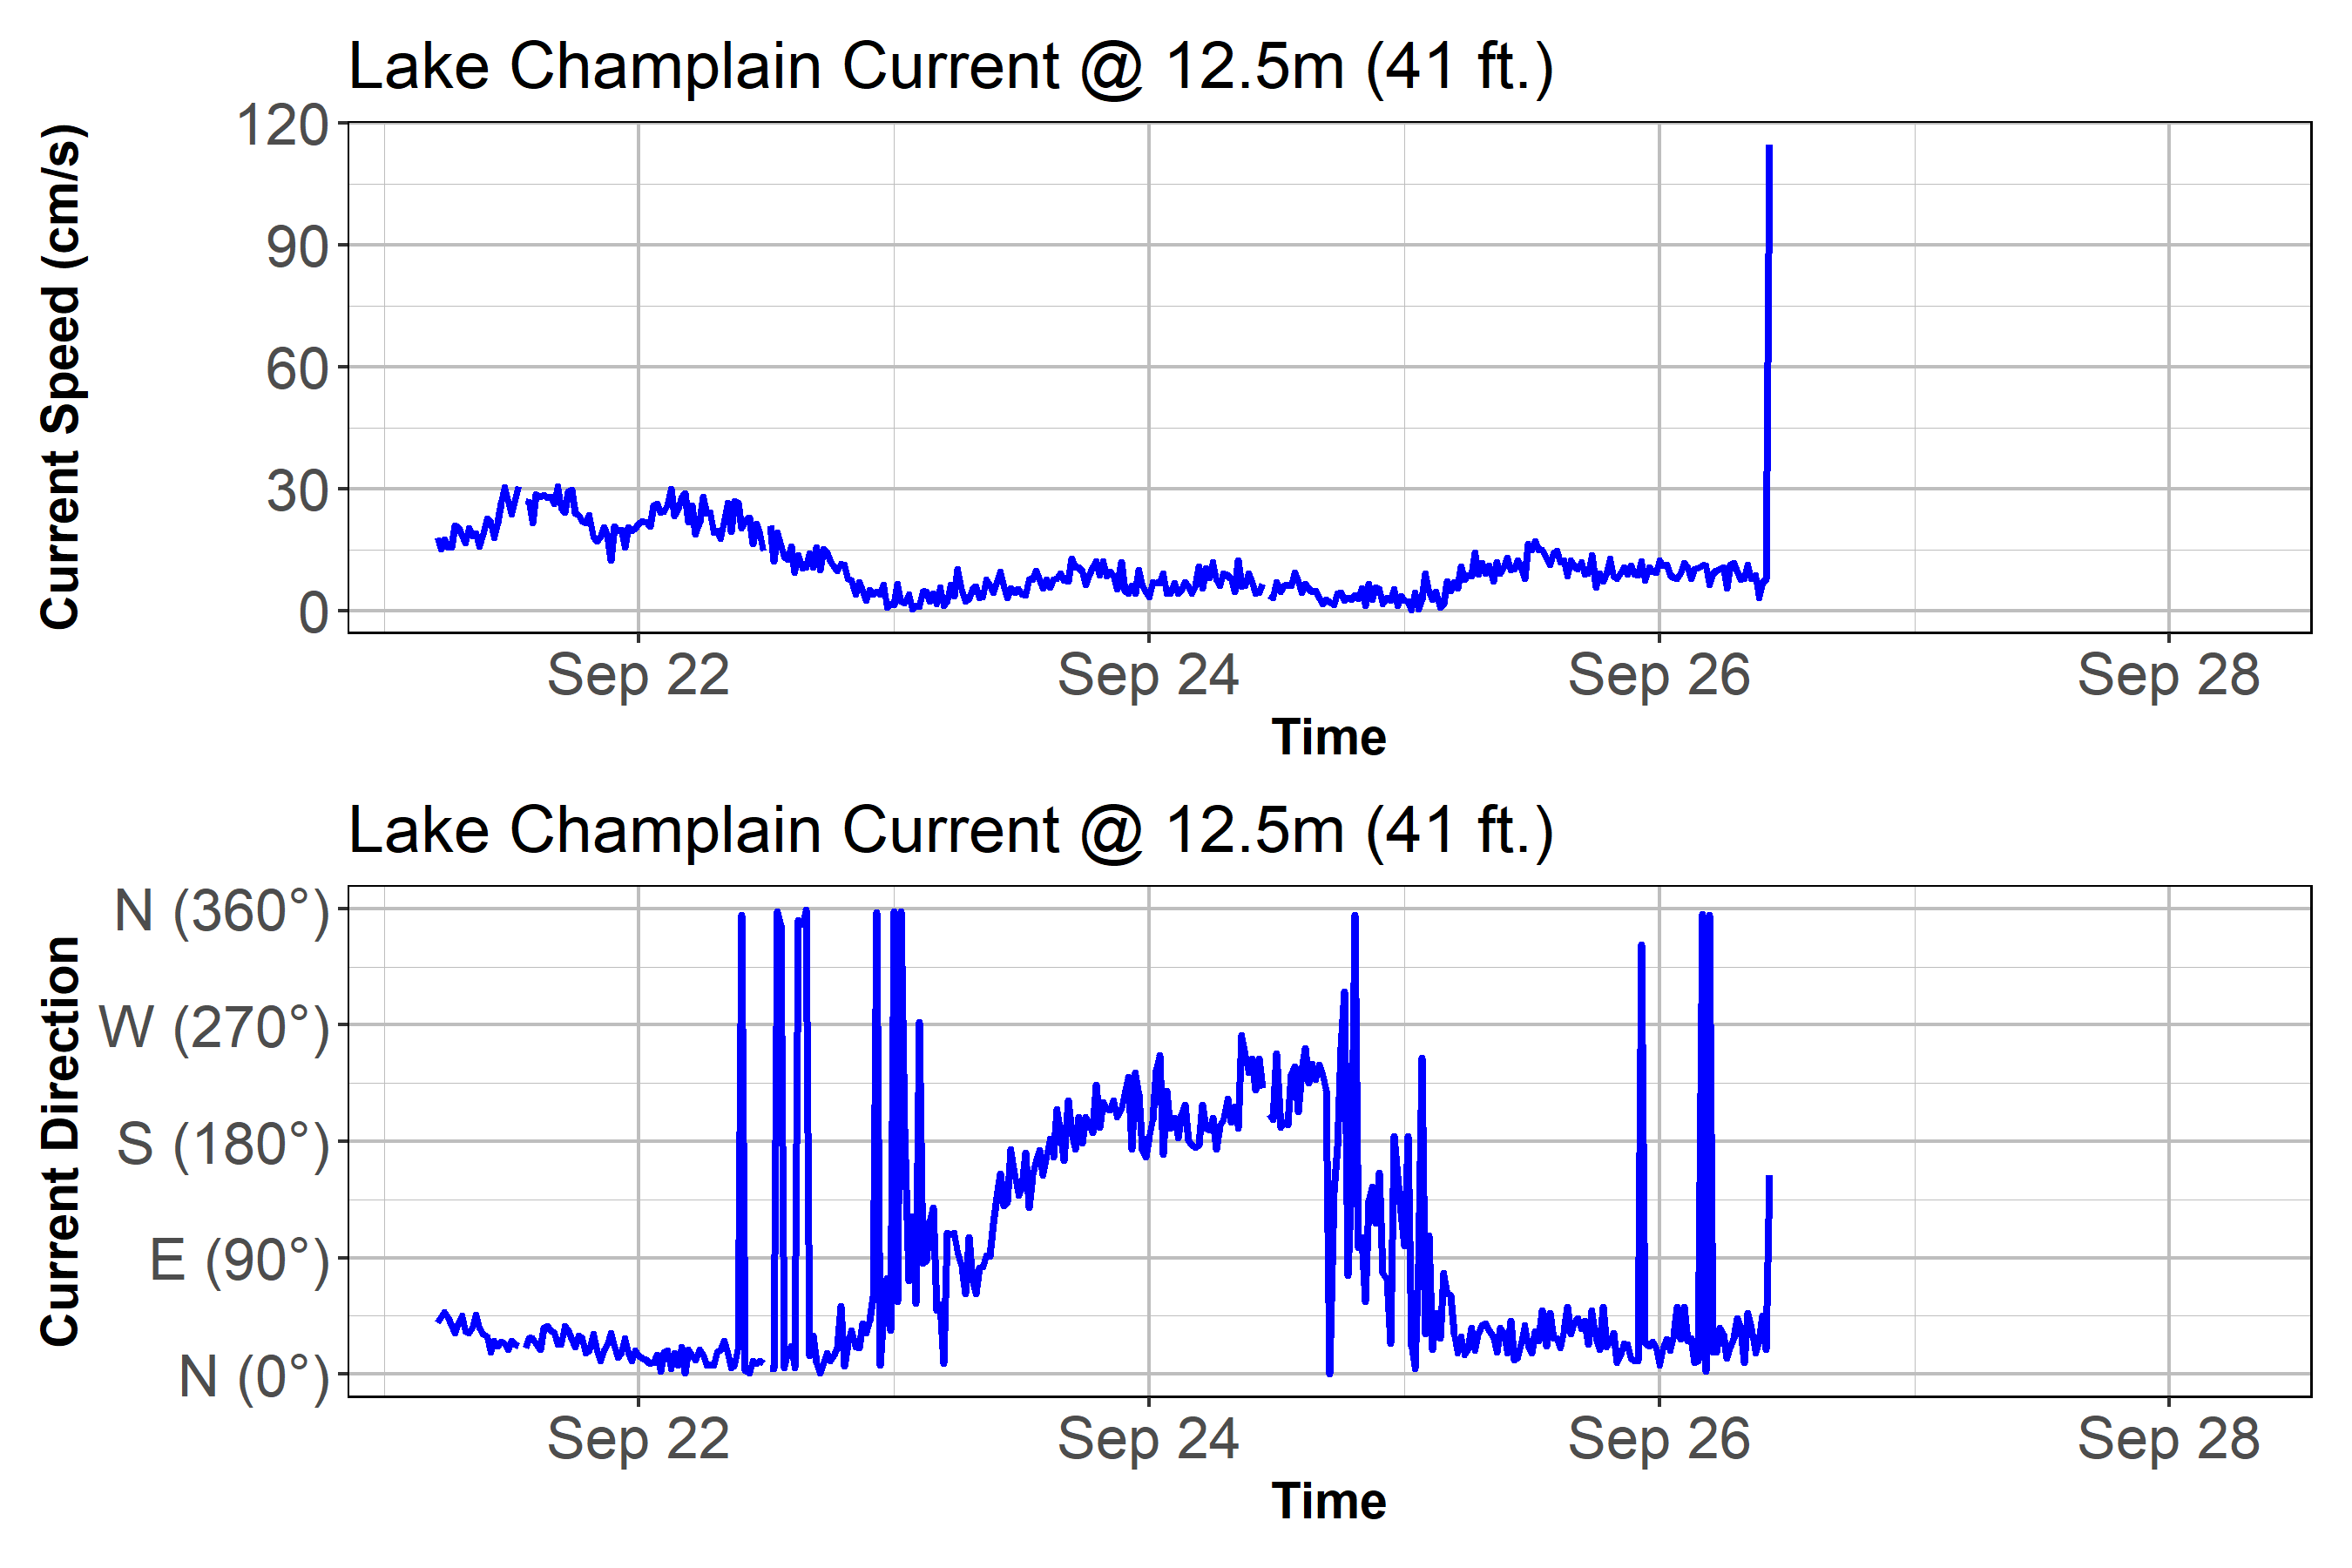 Lake Champlain Current @ 12.5m (41 ft.)
Current Speed (cm/s)
120
90
60
30
0
Sep 22 Sep 24 Sep 26 Sep 28
Time
Lake Champlain Current @ 12.5m (41 ft.)
Current Direction
N (360°)
W (270°)
S (180°)
E (90°)
N (0°)
Sep 22 Sep 24 Sep 26 Sep 28
Time